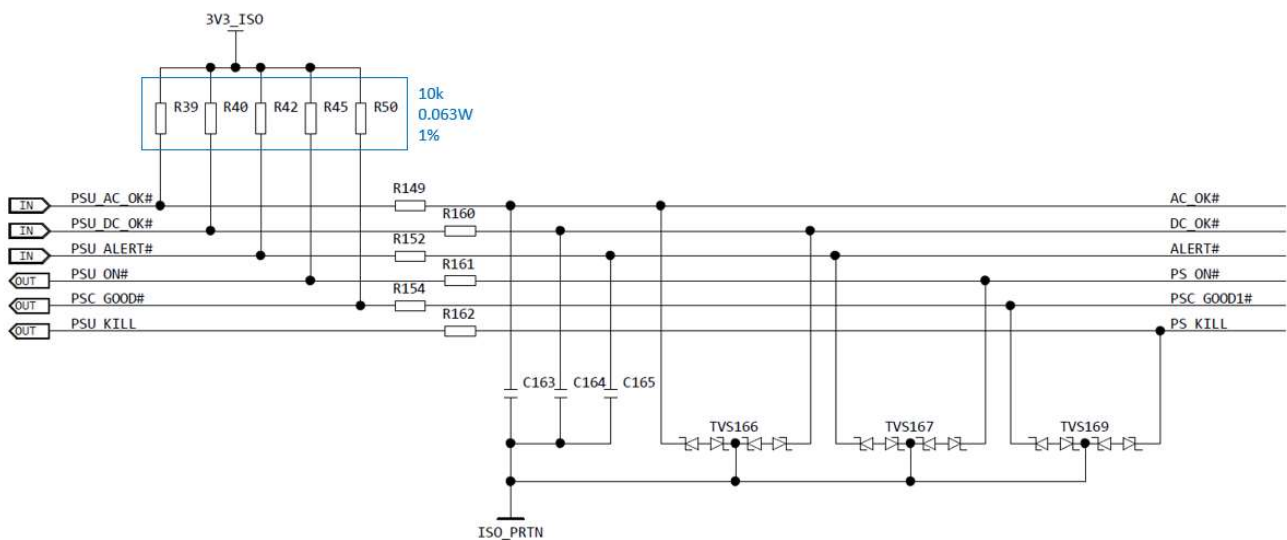 3V3_ISO
R39 R40 R42 R45 R50
10k
0.063W
1%
IN PSU_AC_OK# R149 AC_OK#
IN PSU_DC_OK# R160 DC_OK#
IN PSU_ALERT# R152 ALERT#
OUT PSU_ON# R161 PS_ON#
OUT PSC_GOOD# R154 PSC_GOOD1#
OUT PSU_KILL R162 PS_KILL
C163 C164 C165
TVS166 TVS167 TVS169
ISO_PRTN